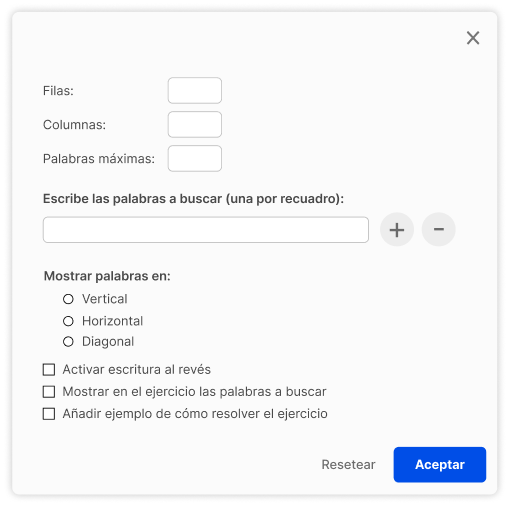 Filas:
Columnas:
Palabras máximas:
Escribe las palabras a buscar (una por recuadro):
Mostrar palabras en:
Vertical
Horizontal
Diagonal
Activar escritura al revés
Mostrar en el ejercicio las palabras a buscar
Añadir ejemplo de cómo resolver el ejercicio
Resetear Aceptar